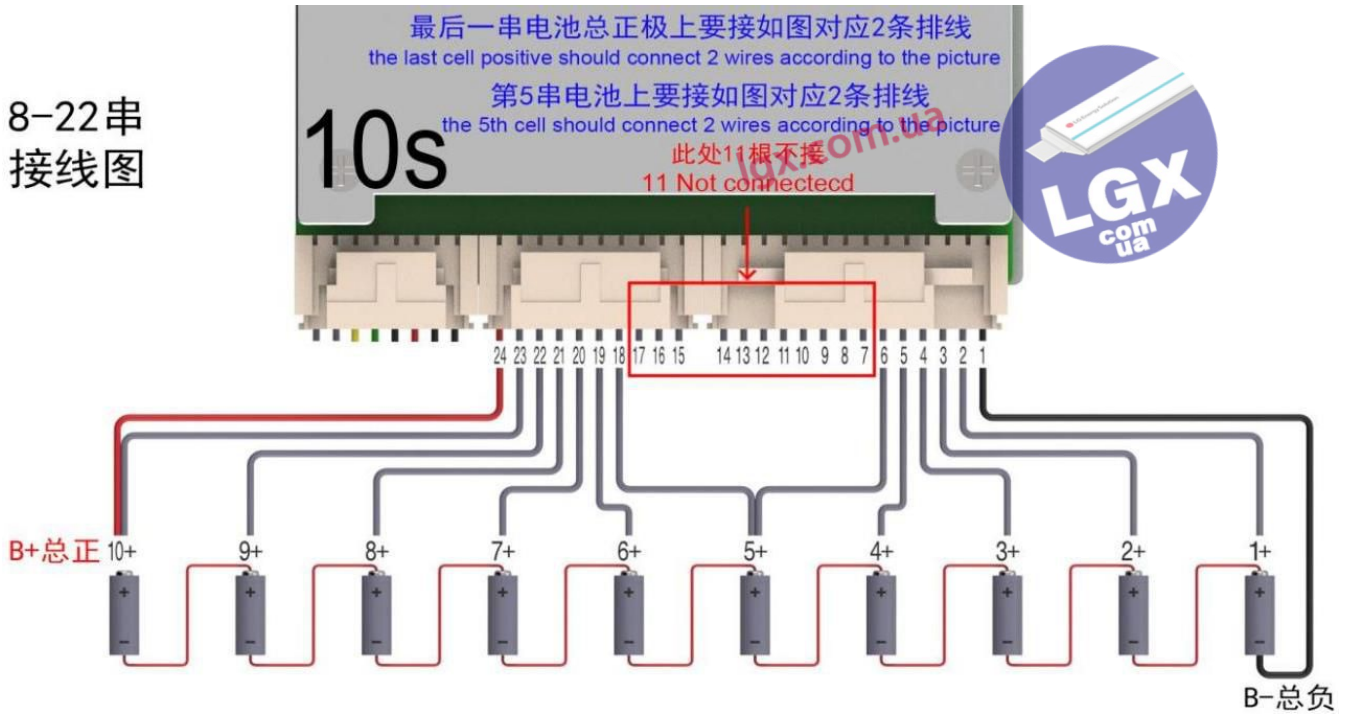 最后一串电池总正极上要接如图对应2条排线
the last cell positive should connect 2 wires according to the picture
第5串电池上要接如图对应2条排线
the 5th cell should connect 2 wires according to the picture
8-22串
接线图
10s
此处11根不接
11 Not connectecd
lgx.com.ua
LG Energy Solution
LGX
com
ua
24 23 22 21 20 19 18 17 16 15 14 13 12 11 10 9 8 7 6 5 4 3 2 1
B+总正 10+ 9+ 8+ 7+ 6+ 5+ 4+ 3+ 2+ 1+
+ + + + + + + + + +
- - - - - - - - - -
B-总负